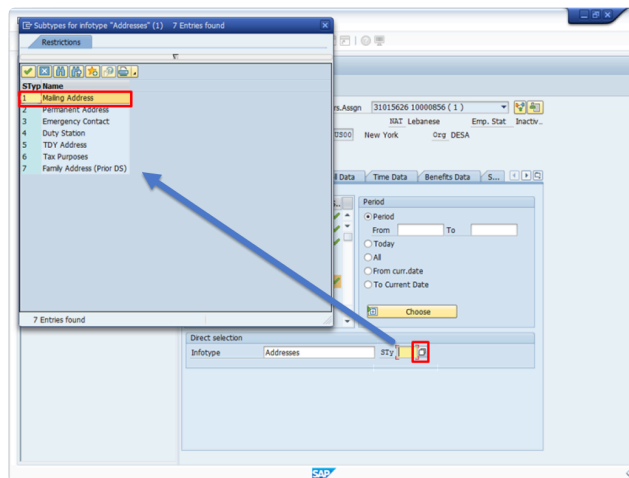 Subtypes for infotype "Addresses" (1) 7 Entries found
Restrictions
STyp Name
1 Mailing Address
2 Permanent Address
3 Emergency Contact
4 Duty Station
5 TDY Address
6 Tax Purposes
7 Family Address (Prior DS)
7 Entries found
rs.Assgn 31015626 10000856 ( 1 )
NAT Lebanese Emp. Stat Inactiv..
US00 New York Org DESA
l Data Time Data Benefits Data S...
S..
Period
Period
From To
Today
All
From curr.date
To Current Date
Choose
Direct selection
Infotype Addresses STy
SAP